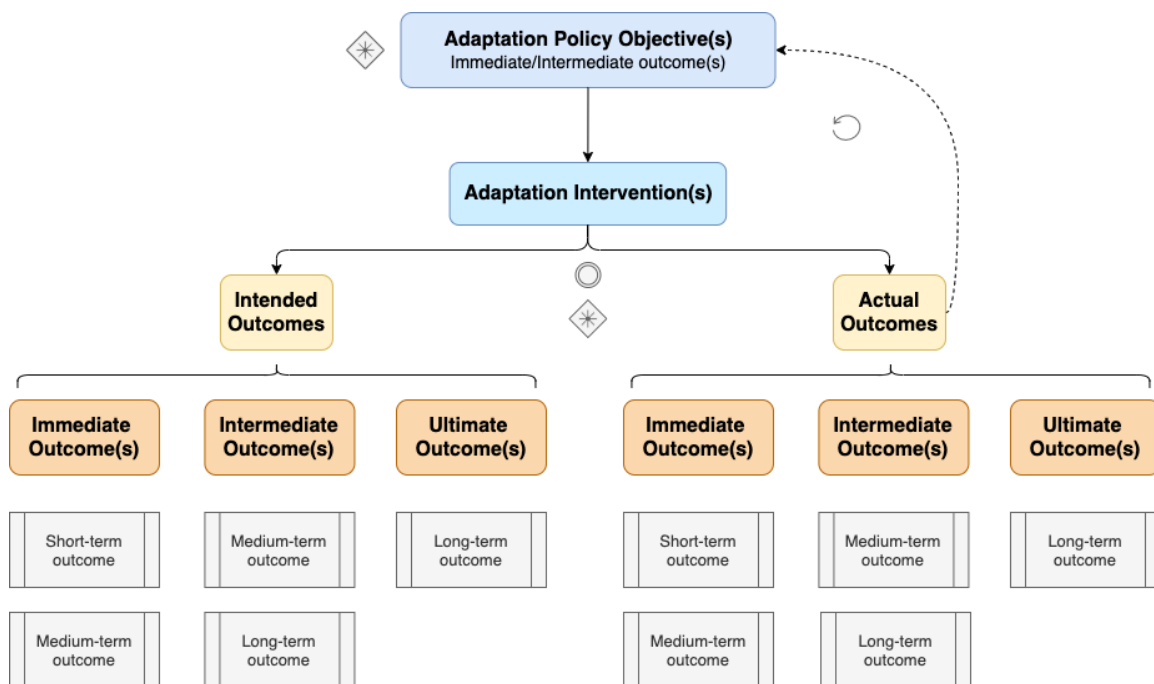 Adaptation Policy Objective(s)
Immediate/Intermediate outcome(s)
Adaptation Intervention(s)
Intended
Outcomes
Actual
Outcomes
Immediate
Outcome(s)
Intermediate
Outcome(s)
Ultimate
Outcome(s)
Immediate
Outcome(s)
Intermediate
Outcome(s)
Ultimate
Outcome(s)
Short-term
outcome
Medium-term
outcome
Long-term
outcome
Short-term
outcome
Medium-term
outcome
Long-term
outcome
Medium-term
outcome
Long-term
outcome
Medium-term
outcome
Long-term
outcome